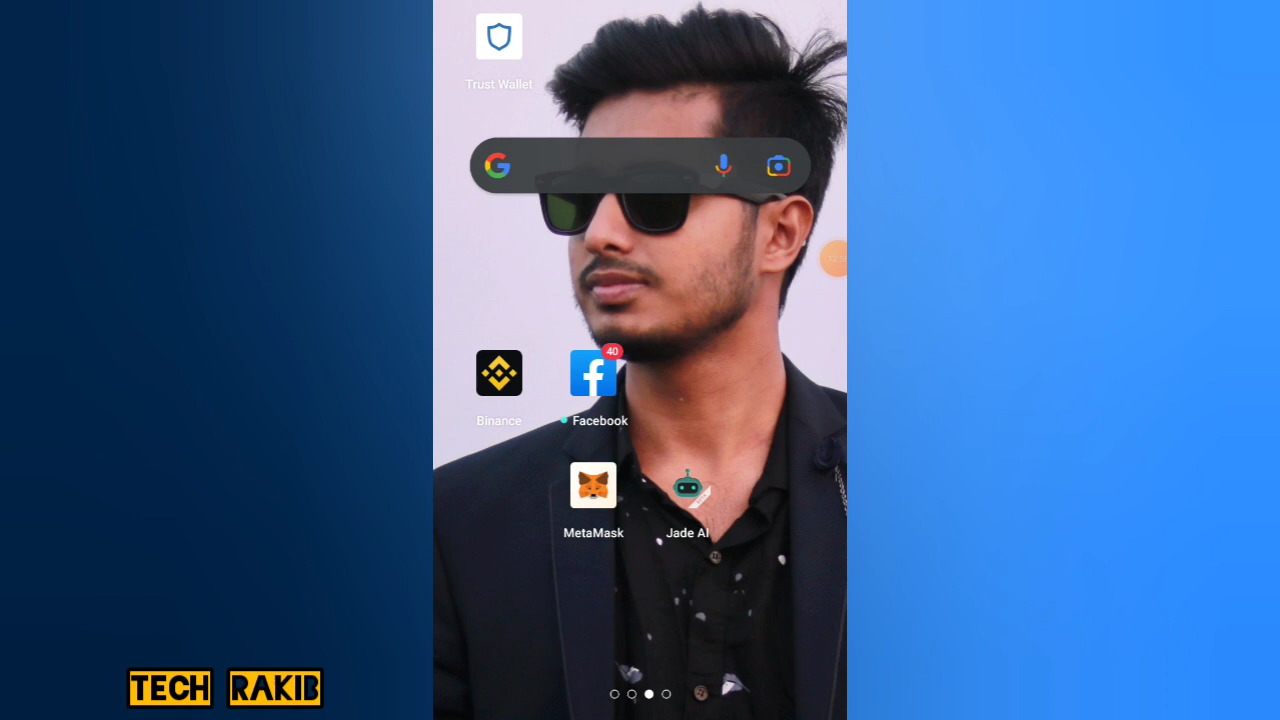 Trust Wallet
40
Binance
Facebook
MetaMask
Jade AI
TECH RAKIB